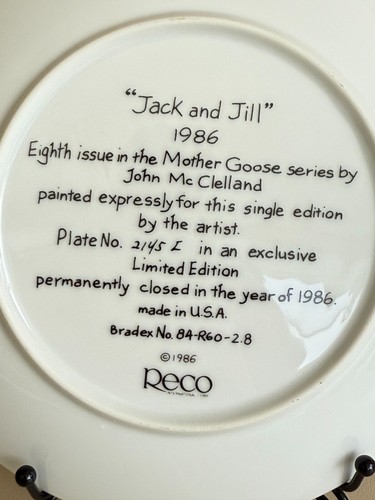 “Jack and Jill”
1986
Eighth issue in the Mother Goose series by
John McClelland
painted expressly for this single edition
by the artist.
Plate No. 2145 I in an exclusive
Limited Edition
permanently closed in the year of 1986.
made in U.S.A.
Bradex No. 84-R60-2.8
©1986
Reco